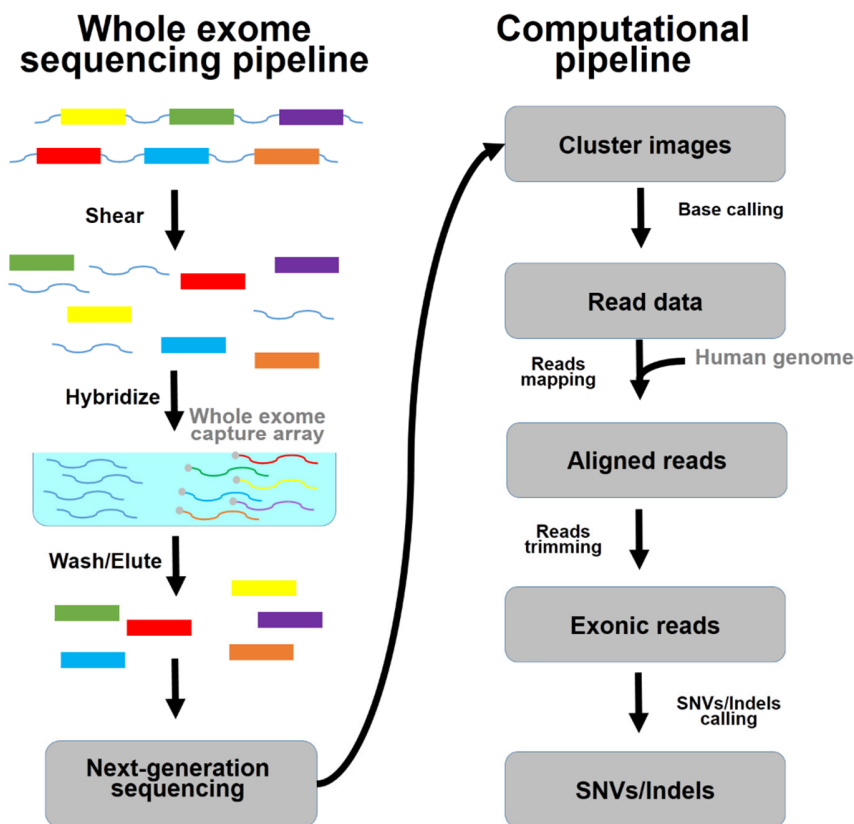 Whole exome
sequencing pipeline
Shear
Hybridize
Whole exome
capture array
Wash/Elute
Next-generation
sequencing
Computational
pipeline
Cluster images
Base calling
Read data
Reads
mapping
Human genome
Aligned reads
Reads
trimming
Exonic reads
SNVs/Indels
calling
SNVs/Indels